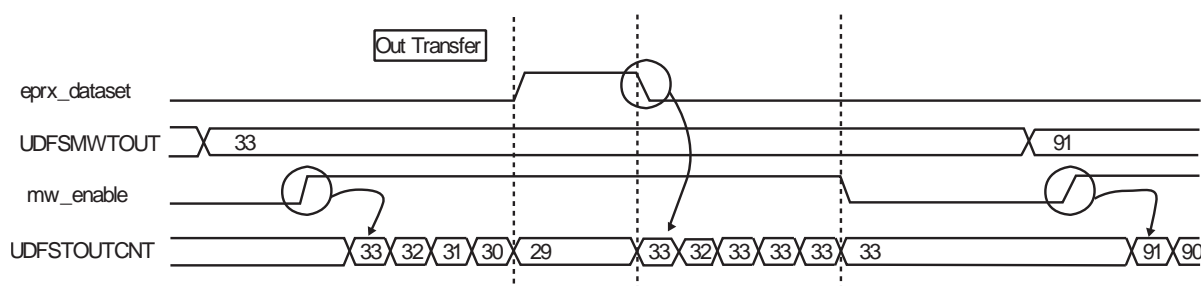 Out Transfer
eprx_dataset
UDFSMWTOUT 33 91
mw_enable
UDFSTOUTCNT 33 32 31 30 29 33 32 33 33 33 33 91 90